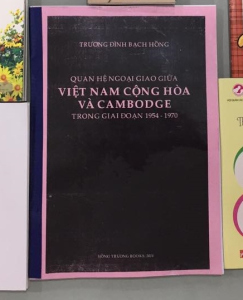 TRƯƠNG ĐÌNH BẠCH HỒNG
QUAN HỆ NGOẠI GIAO GIỮA
VIỆT NAM CỘNG HÒA
VÀ CAMBODGE
TRONG GIAI ĐOẠN 1954 - 1970